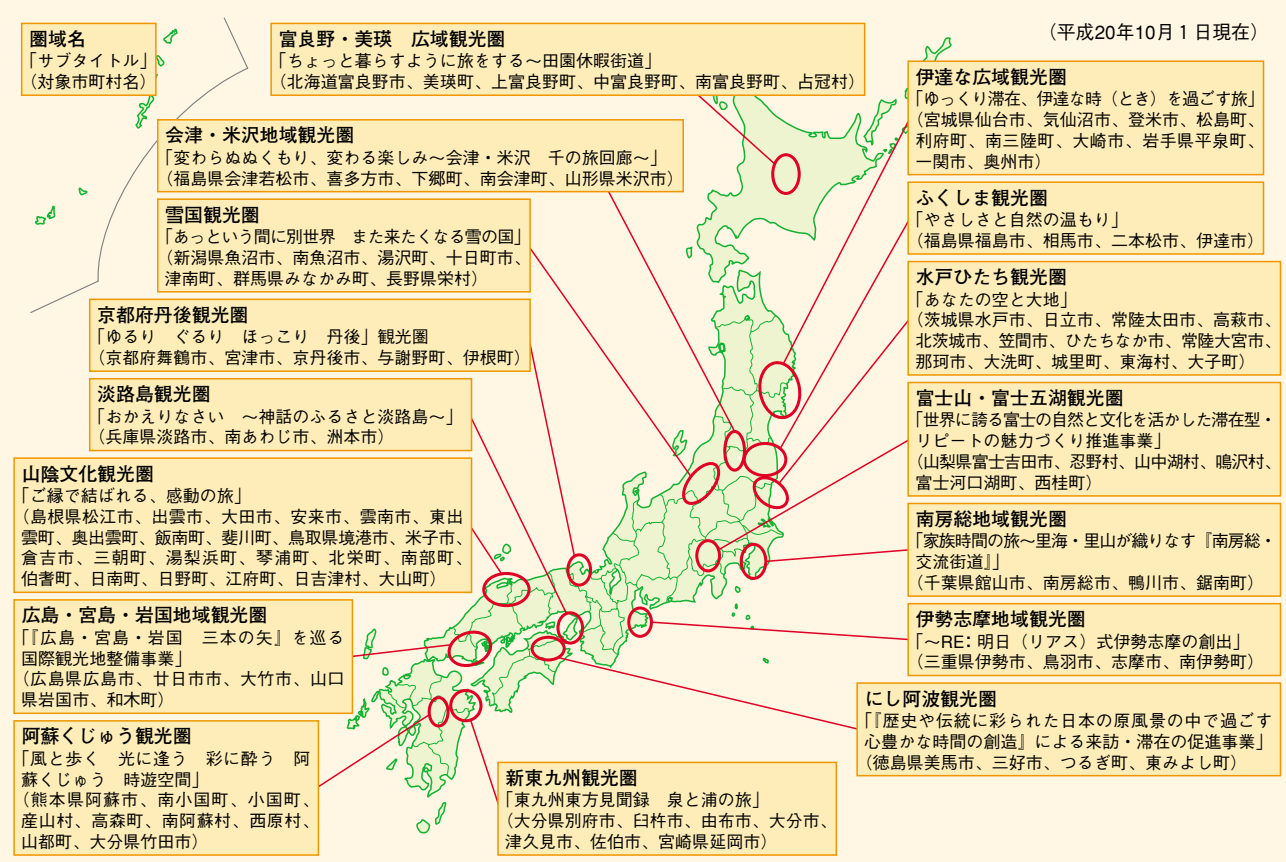 (平成20年10月1日現在)
圏域名
「サブタイトル」
(対象市町村名)
富良野・美瑛 広域観光圏
「ちょっと暮らすように旅をする~田園休暇街道」
(北海道富良野市、美瑛町、上富良野町、中富良野町、南富良野町、占冠村)
会津・米沢地域観光圏
「変わらぬぬくもり、変わる楽しみ~会津・米沢 千の旅回廊~」
(福島県会津若松市、喜多方市、下郷町、南会津町、山形県米沢市)
雪国観光圏
「あっという間に別世界 また来たくなる雪の国」
(新潟県魚沼市、南魚沼市、湯沢町、十日町市、
津南町、群馬県みなかみ町、長野県栄村)
京都府丹後観光圏
「ゆるり ぐるり ほっこり 丹後」観光圏
(京都府舞鶴市、宮津市、京丹後市、与謝野町、伊根町)
淡路島観光圏
「おかえりなさい ~神話のふるさと淡路島~」
(兵庫県淡路市、南あわじ市、洲本市)
山陰文化観光圏
「ご縁で結ばれる、感動の旅」
(島根県松江市、出雲市、大田市、安来市、雲南市、東出
雲町、奥出雲町、飯南町、斐川町、鳥取県境港市、米子市、
倉吉市、三朝町、湯梨浜町、琴浦町、北栄町、南部町、
伯耆町、日南町、日野町、江府町、日吉津村、大山町)
広島・宮島・岩国地域観光圏
「『広島・宮島・岩国 三本の矢』を巡る
国際観光地整備事業」
(広島県広島市、廿日市市、大竹市、山口
県岩国市、和木町)
阿蘇くじゅう観光圏
「風と歩く 光に逢う 彩に酔う 阿
蘇くじゅう 時遊空間」
(熊本県阿蘇市、南小国町、小国町、
産山村、高森町、南阿蘇村、西原村、
山都町、大分県竹田市)
伊達な広域観光圏
「ゆっくり滞在、伊達な時(とき)を過ごす旅」
(宮城県仙台市、気仙沼市、登米市、松島町、
利府町、南三陸町、大崎市、岩手県平泉町、
一関市、奥州市)
ふくしま観光圏
「やさしさと自然の温もり」
(福島県福島市、相馬市、二本松市、伊達市)
水戸ひたち観光圏
「あなたの空と大地」
(茨城県水戸市、日立市、常陸太田市、高萩市、
北茨城市、笠間市、ひたちなか市、常陸大宮市、
那珂市、大洗町、城里町、東海村、大子町)
富士山・富士五湖観光圏
「世界に誇る富士の自然と文化を活かした滞在型・
リピートの魅力づくり推進事業」
(山梨県富士吉田市、忍野村、山中湖村、鳴沢村、
富士河口湖町、西桂町)
南房総地域観光圏
「家族時間の旅~里海・里山が織りなす『南房総・
交流街道』」
(千葉県館山市、南房総市、鴨川市、鋸南町)
伊勢志摩地域観光圏
「~RE:明日(リアス)式伊勢志摩の創出」
(三重県伊勢市、鳥羽市、志摩市、南伊勢町)
にし阿波観光圏
「『歴史や伝統に彩られた日本の原風景の中で過ごす
心豊かな時間の創造』による来訪・滞在の促進事業」
(徳島県美馬市、三好市、つるぎ町、東みよし町)
新東九州観光圏
「東九州東方見聞録 泉と浦の旅」
(大分県別府市、臼杵市、由布市、大分市、
津久見市、佐伯市、宮崎県延岡市)